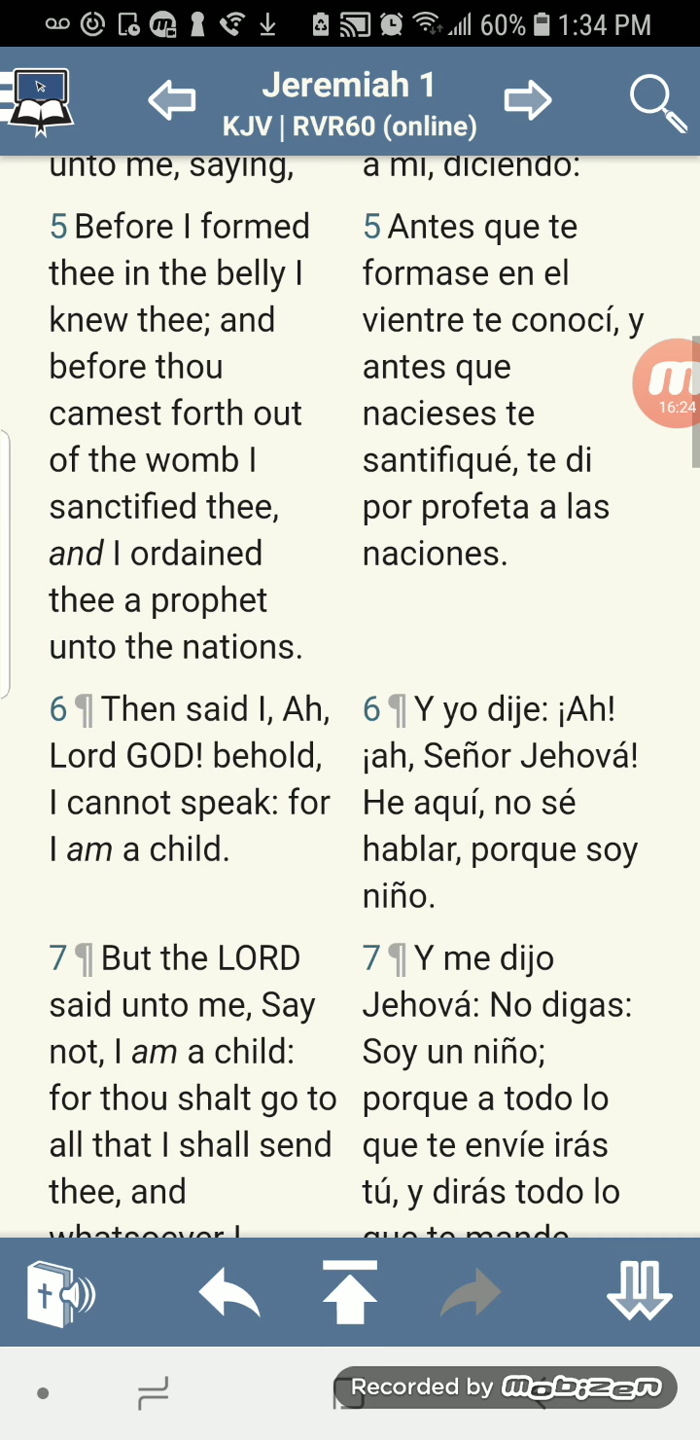 60% 1:34 PM
Jeremiah 1
KJV | RVR60 (online)
unto me, saying,
5 Before I formed
thee in the belly I
knew thee; and
before thou
camest forth out
of the womb I
sanctified thee,
and I ordained
thee a prophet
unto the nations.
6 ¶ Then said I, Ah,
Lord GOD! behold,
I cannot speak: for
I am a child.
7 ¶ But the LORD
said unto me, Say
not, I am a child:
for thou shalt go to
all that I shall send
thee, and
whatsoever I
a mí, diciendo:
5 Antes que te
formase en el
vientre te conocí, y
antes que
nacieses te
santifiqué, te di
por profeta a las
naciones.
6 ¶ Y yo dije: ¡Ah!
¡ah, Señor Jehová!
He aquí, no sé
hablar, porque soy
niño.
7 ¶ Y me dijo
Jehová: No digas:
Soy un niño;
porque a todo lo
que te envíe irás
tú, y dirás todo lo
que te mande
16:24
Recorded by mobizen